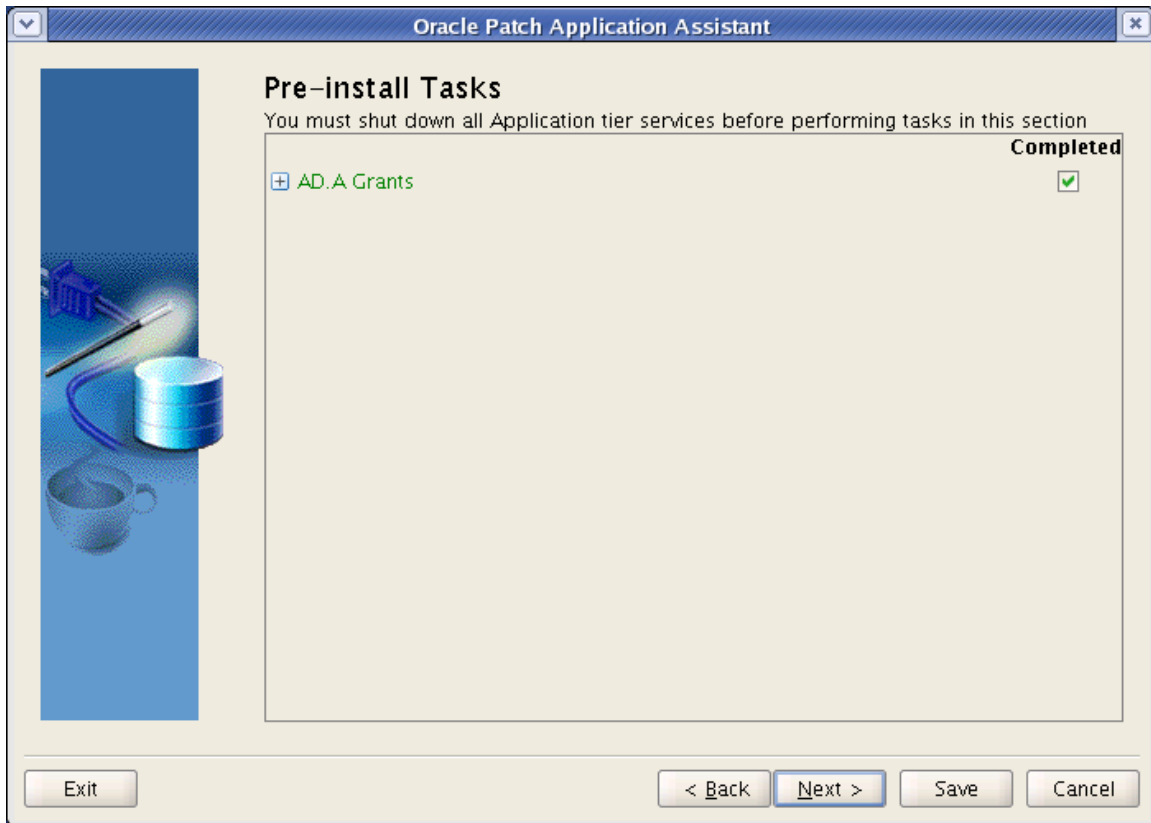 Oracle Patch Application Assistant
Pre-install Tasks
You must shut down all Application tier services before performing tasks in this section
Completed
AD.A Grants
Exit
< Back
Next >
Save
Cancel